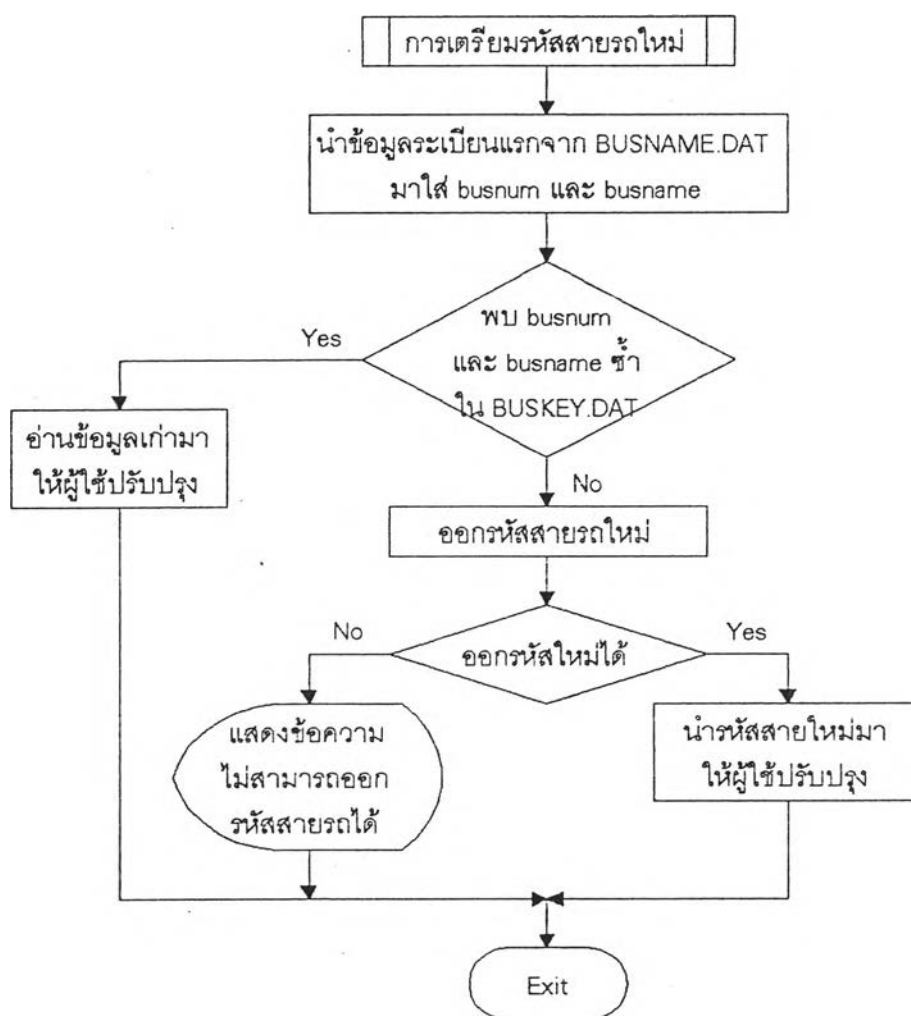 การเตรียมรหัสสายรถใหม่
นำข้อมูลระเบียนแรกจาก BUSNAME.DAT
มาใส่ busnum และ busname
พบ busnum
และ busname ซ้ำ
ใน BUSKEY.DAT
Yes
อ่านข้อมูลเก่ามา
ให้ผู้ใช้ปรับปรุง
No
ออกรหัสสายรถใหม่
ออกรหัสใหม่ได้
No
Yes
แสดงข้อความ
ไม่สามารถออก
รหัสสายรถได้
นำรหัสสายใหม่มา
ให้ผู้ใช้ปรับปรุง
Exit